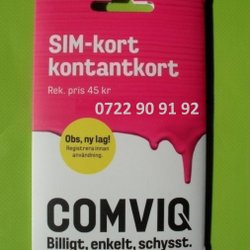 SIM-kort
kontantkort
Rek. pris 45 kr
0722 90 91 92
Obs, ny lag!
Registrera innan
användning.
COMVIQ
Billigt, enkelt, schysst.